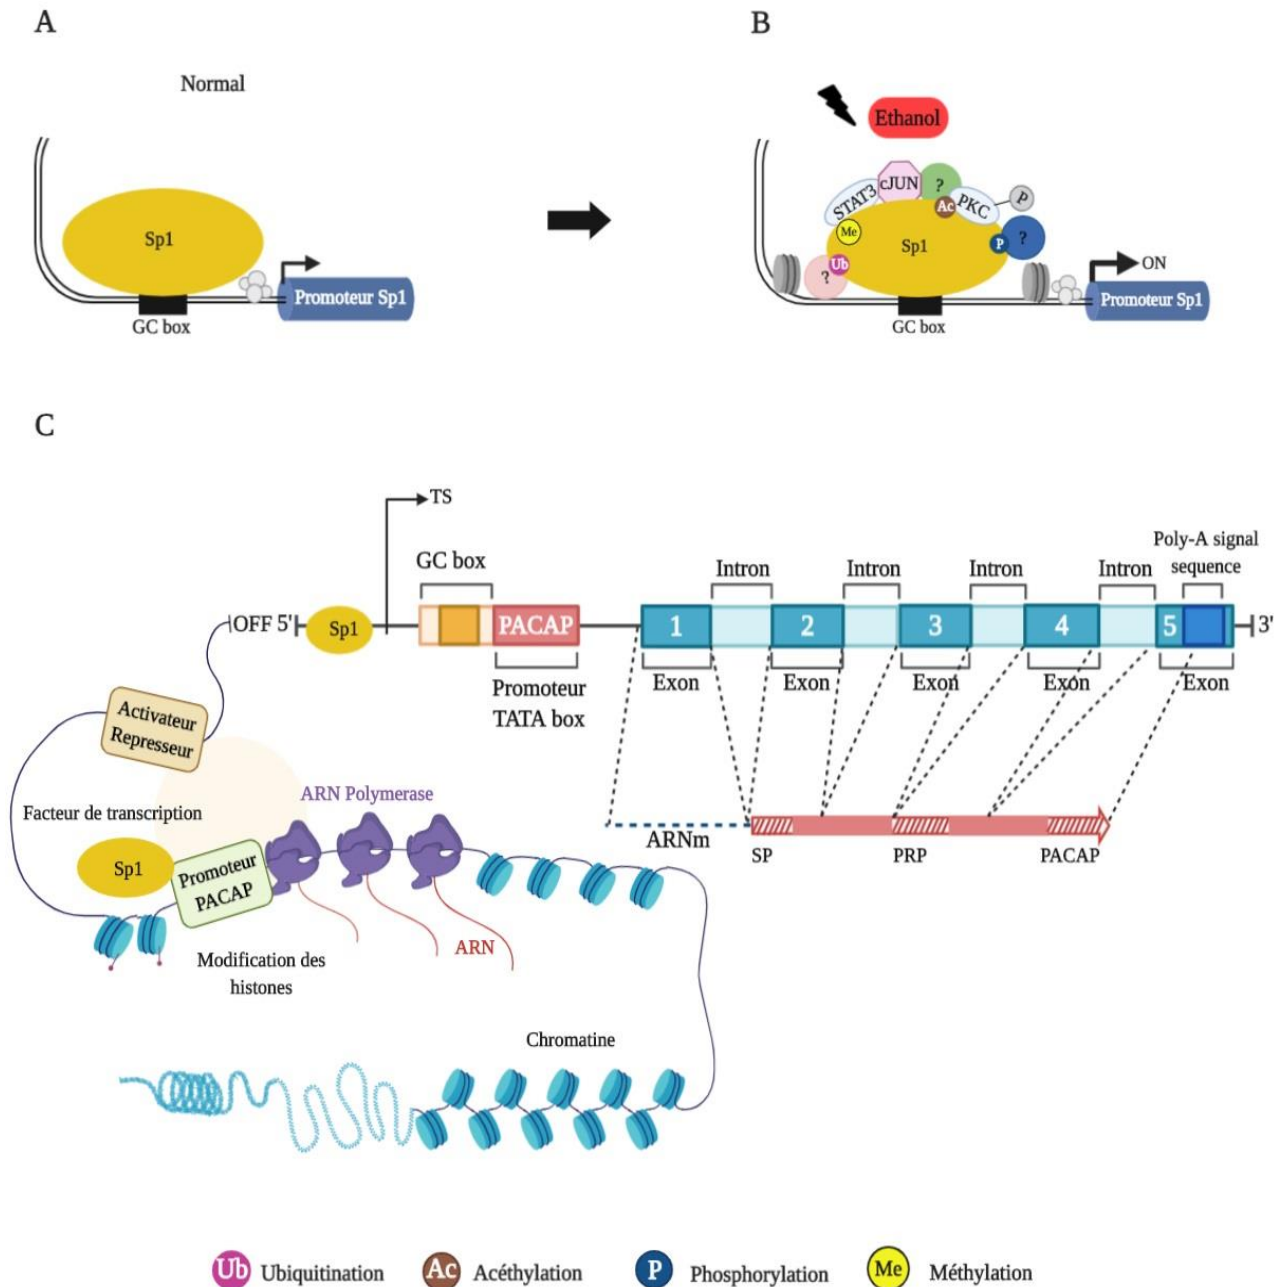 A
B
Normal
Ethanol
cJUN
?
STAT3
PKC
P
Ac
Me
Sp1
Sp1
P
?
Ub
?
ON
Promoteur Sp1
Promoteur Sp1
GC box
GC box
C
TS
Poly-A signal
sequence
GC box
Intron
Intron
Intron
Intron
OFF 5'
Sp1
PACAP
1
2
3
4
5
3'
Exon
Exon
Exon
Exon
Exon
Promoteur
TATA box
Activateur
Represseur
ARN Polymerase
Facteur de transcription
ARNm
SP
PRP
PACAP
Sp1
Promoteur
PACAP
ARN
Modification des
histones
Chromatine
Ub Ubiquitination
Ac Acéthylation
P Phosphorylation
Me Méthylation